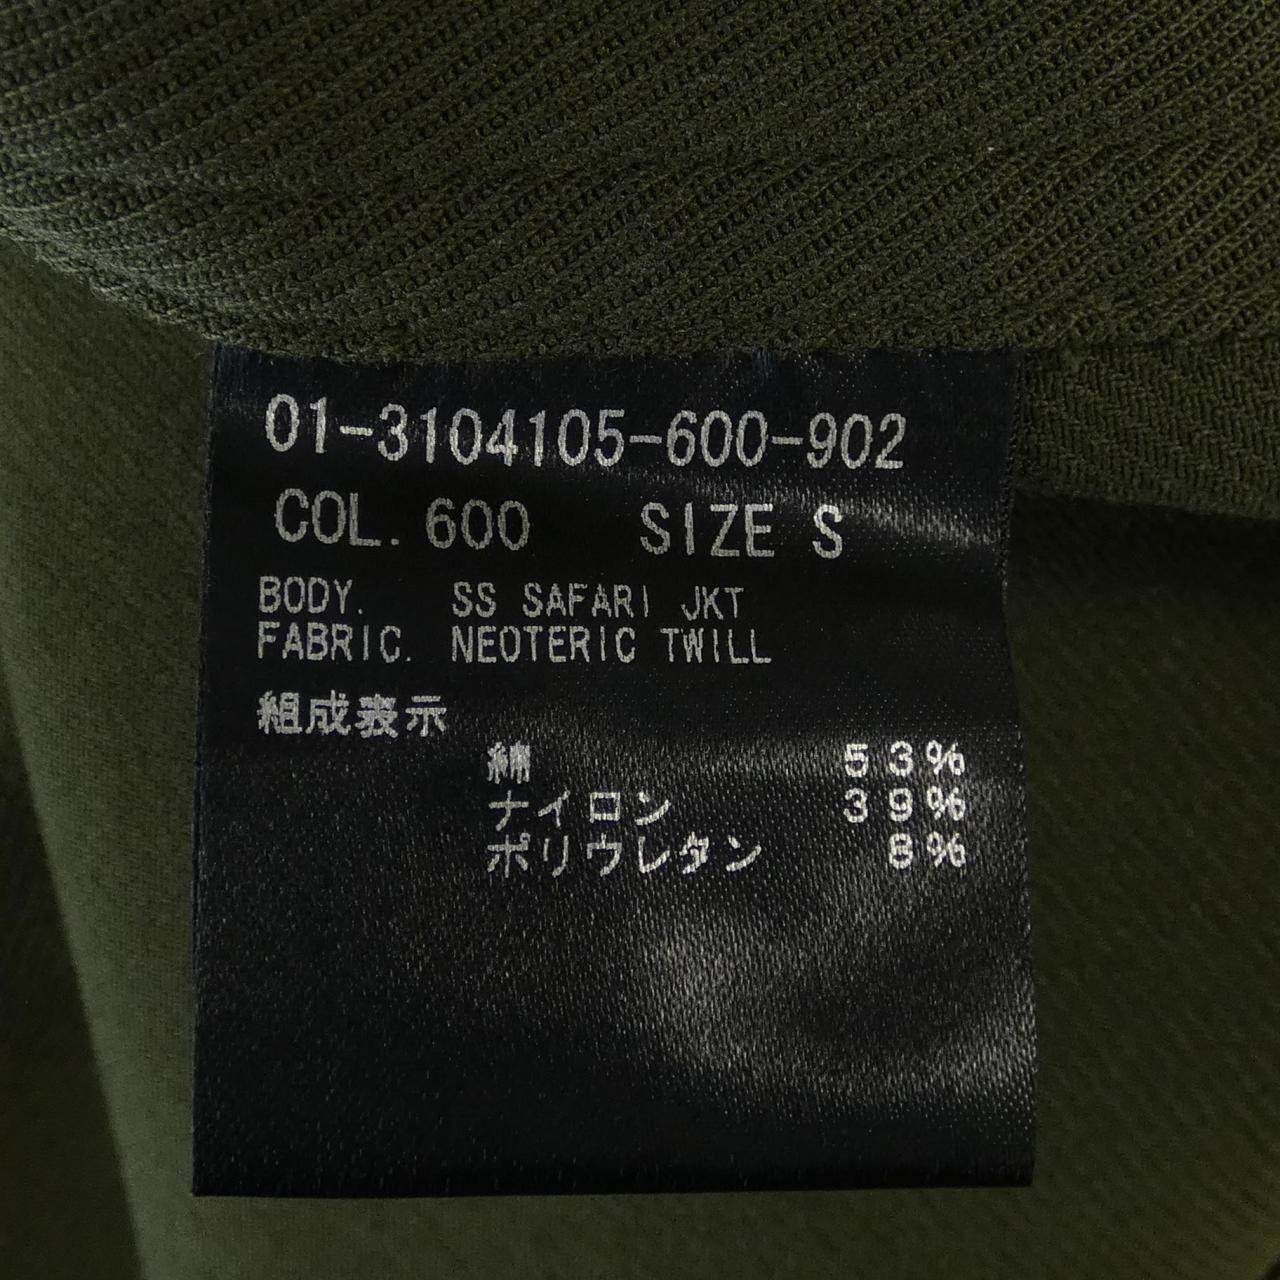 01-3104105-600-902
COL. 600 SIZE S
BODY. SS SAFARI JKT
FABRIC. NEOTERIC TWILL
組成表示
綿 53%
ナイロン 39%
ポリウレタン 8%